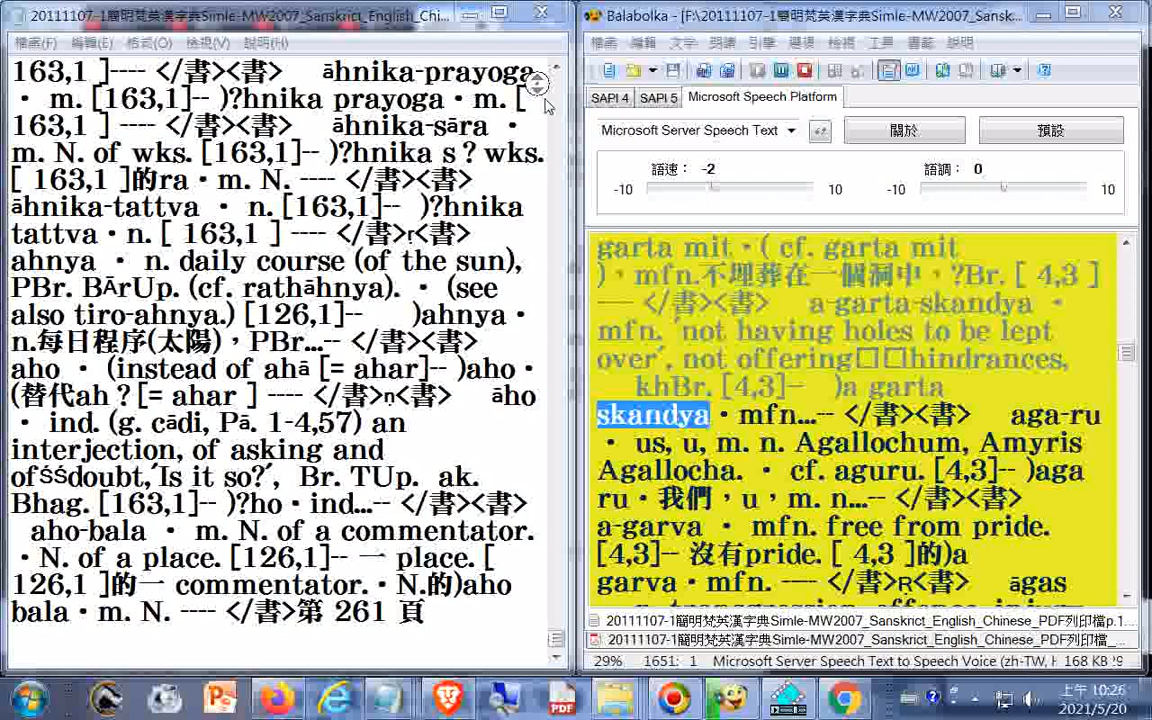 20111107-1簡明梵英漢字典Simle-MW2007_Sanskrict_English_Chi...
檔案(F) 編輯(E) 格式(O) 檢視(V) 說明(H)
163,1 ]---- </書><書> āhnika-prayoga
· m. [163,1]-- )?hnika prayoga·m. [
163,1 ] ---- </書><書> āhnika-sāra ·
m. N. of wks. [163,1]-- )?hnika s？wks.
[ 163,1 ]的ra·m. N. ---- </書><書>
āhnika-tattva · n. [163,1]-- )?hnika
tattva·n. [ 163,1 ] ---- </書>ṛ<書>
ahnya · n. daily course (of the sun),
PBr. BĀrUp. (cf. rathāhnya). · (see
also tiro-ahnya.) [126,1]-- )ahnya·
n.每日程序(太陽)，PBr...-- </書><書>
aho · (instead of ahā [= ahar]-- )aho·
(替代ah？[= ahar ] ---- </書>ṇ<書> āho
· ind. (g. cādi, Pā. 1-4,57) an
interjection, of asking and
ofśśdoubt,'Is it so?', Br. TUp. ak.
Bhag. [163,1]-- )?ho·ind...-- </書><書>
aho-bala · m. N. of a commentator.
· N. of a place. [126,1]-- 一 place. [
126,1 ]的一 commentator.·N.的)aho
bala·m. N. ---- </書>第 261 頁
Balabolka - [F:\20111107-1簡明梵英漢字典Simle-MW2007_Sansk...
檔案 編輯 文字 朗讀 引擎 選項 檢視 工具 書籤 說明
SAPI 4 SAPI 5 Microsoft Speech Platform
Microsoft Server Speech Text 關於 預設
語速： -2 語調： 0
-10 10 -10 10
garta mit·( cf. garta mit
)，mfn.不埋葬在一個洞中，?Br. [ 4,3 ]
---- </書><書> a-garta-skandya ·
mfn. 'not having holes to be lept
over', not offering□□hindrances,
khBr. [4,3]-- )a garta
skandya·mfn...-- </書><書> aga-ru
· us, u, m. n. Agallochum, Amyris
Agallocha. · cf. aguru. [4,3]-- )aga
ru·我們，u，m. n...-- </書><書>
a-garva · mfn. free from pride.
[4,3]-- 沒有pride. [ 4,3 ]的)a
garva·mfn. ---- </書>Ṛ<書> āgas
20111107-1簡明梵英漢字典Simle-MW2007_Sanskrict_English_Chinese_PDF列印檔p.1...
20111107-1簡明梵英漢字典Simle-MW2007_Sanskrict_English_Chinese_PDF列印檔_...
29% 1651: 1 Microsoft Server Speech Text to Speech Voice (zh-TW, H 168 KB
上午 10:26
2021/5/20